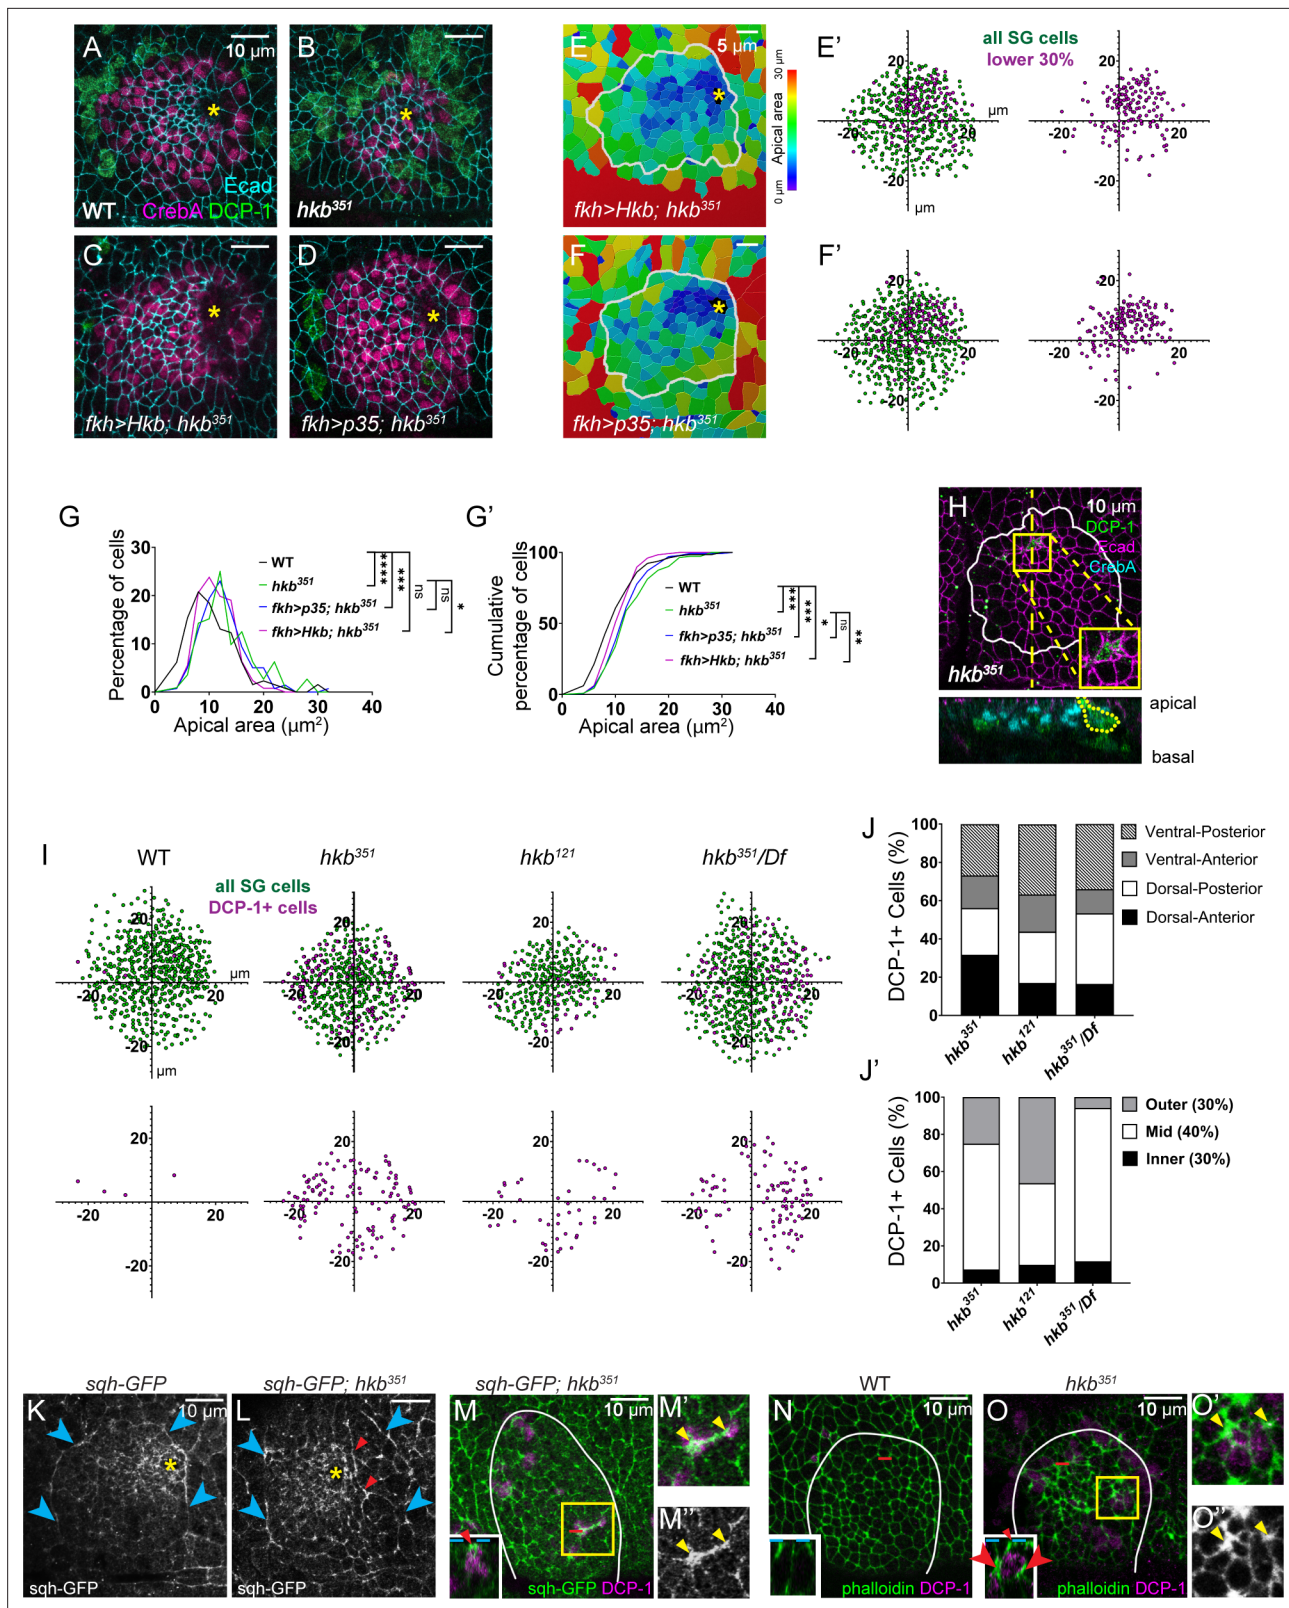 A
10 µm
*
Ecad
WT CrebA DCP-1
B
*
hkb351
C
*
fkh>Hkb; hkb351
D
*
fkh>p35; hkb351
E
5 µm
*
fkh>Hkb; hkb351
30 µm
Apical area
0 µm
F
*
fkh>p35; hkb351
E'
all SG cells
lower 30%
20
µm
-20
20
-20
µm
20
-20
20
-20
F'
20
-20
20
-20
20
-20
20
-20
G
Percentage of cells
30
20
10
0
0
10
20
30
40
Apical area (µm2)
WT
hkb351
fkh>p35; hkb351
fkh>Hkb; hkb351
****
***
ns
ns
*
G'
Cumulative
percentage of cells
100
50
0
0
10
20
30
40
Apical area (µm2)
WT
hkb351
fkh>p35; hkb351
fkh>Hkb; hkb351
***
***
*
ns
**
H
10 µm
DCP-1
Ecad
CrebA
hkb351
apical
basal
I
WT
hkb351
hkb121
hkb351/Df
all SG cells
DCP-1+ cells
20
µm
-20
20
-20
µm
20
-20
20
-20
20
-20
20
-20
20
-20
20
-20
20
-20
20
-20
20
-20
20
-20
20
-20
20
-20
20
-20
20
-20
J
DCP-1+ Cells (%)
100
80
60
40
20
0
hkb351
hkb121
hkb351/Df
Ventral-Posterior
Ventral-Anterior
Dorsal-Posterior
Dorsal-Anterior
J'
DCP-1+ Cells (%)
100
80
60
40
20
0
hkb351
hkb121
hkb351/Df
Outer (30%)
Mid (40%)
Inner (30%)
sqh-GFP
K
10 µm
*
sqh-GFP
sqh-GFP; hkb351
L
*
sqh-GFP
sqh-GFP; hkb351
M
10 µm
sqh-GFP DCP-1
M'
M''
WT
N
10 µm
phalloidin DCP-1
hkb351
O
10 µm
phalloidin DCP-1
O'
O''